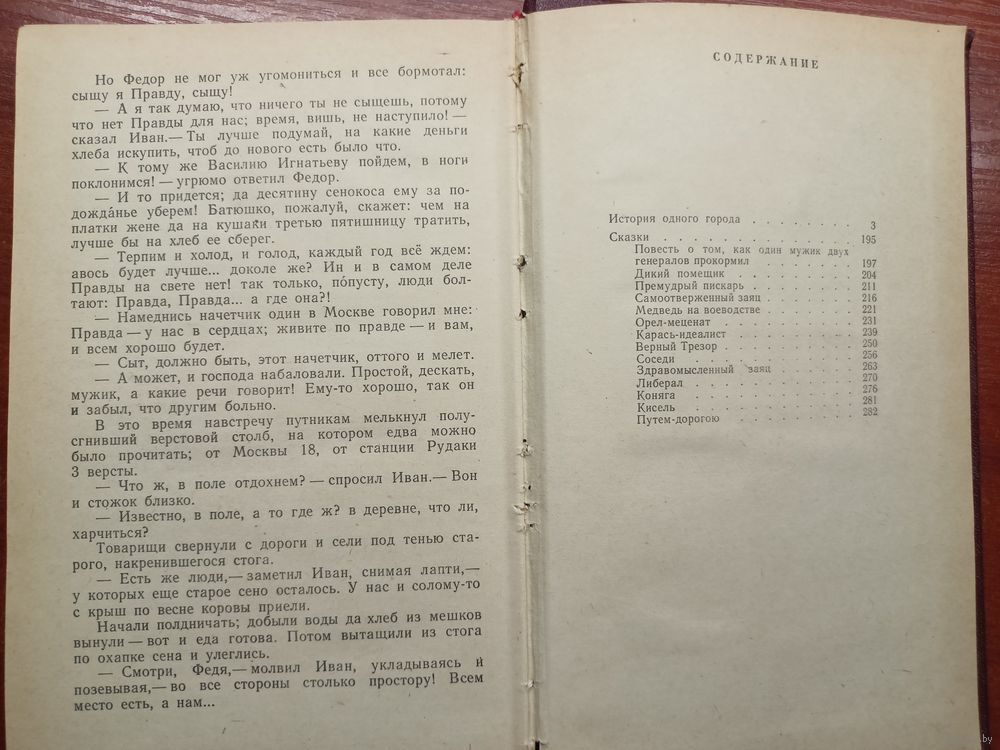 Но Федор не мог уж угомониться и все бормотал:
сыщу я Правду, сыщу!
— А я так думаю, что ничего ты не сыщешь, потому
что нет Правды для нас; время, вишь, не наступило! —
сказал Иван.— Ты лучше подумай, на какие деньги
хлеба искупить, чтоб до нового есть было что.
— К тому же Василию Игнатьеву пойдем, в ноги
поклонимся! — угрюмо ответил Федор.
— И то придется; да десятину сенокоса ему за по-
дожда́нье уберем! Батюшко, пожалуй, скажет: чем на
платки жене да на кушаки третью пятишницу тратить,
лучше бы на хлеб ее сберег.
— Терпим и холод, и голод, каждый год всё ждем:
авось будет лучше... доколе же? Ин и в самом деле
Правды на свете нет! так только, по́пусту, люди бол-
тают: Правда, Правда... а где она?!
— Намеднись начетчик один в Москве говорил мне:
Правда — у нас в сердцах; живите по правде — и вам,
и всем хорошо будет.
— Сыт, должно быть, этот начетчик, оттого и мелет.
— А может, и господа набаловали. Простой, дескать,
мужик, а какие речи говорит! Ему-то хорошо, так он
и забыл, что другим больно.
В это время навстречу путникам мелькнул полу-
сгнивший верстовой столб, на котором едва можно
было прочитать; от Москвы 18, от станции Рудаки
3 версты.
— Что ж, в поле отдохнем? — спросил Иван.— Вон
и стожок близко.
— Известно, в поле, а то где ж? в деревне, что ли,
харчиться?
Товарищи свернули с дороги и сели под тенью ста-
рого, накренившегося стога.
— Есть же люди,— заметил Иван, снимая лапти,—
у которых еще старое сено осталось. У нас и солому-то
с крыш по весне коровы приели.
Начали полдничать; добыли воды да хлеб из мешков
вынули — вот и еда готова. Потом вытащили из стога
по охапке сена и улеглись.
— Смотри, Федя,— молвил Иван, укладываясь и
позевывая,— во все стороны столько простору! Всем
место есть, а нам...
СОДЕРЖАНИЕ
История одного города . . . . . . . 3
Сказки . . . . . . . . . . . . 195
Повесть о том, как один мужик двух
генералов прокормил . . . . . . . 197
Дикий помещик . . . . . . . . 204
Премудрый пискарь . . . . . . . 211
Самоотверженный заяц . . . . . . 216
Медведь на воеводстве . . . . . . 221
Орел-меценат . . . . . . . . . 231
Карась-идеалист . . . . . . . . 239
Верный Трезор . . . . . . . . 250
Соседи . . . . . . . . . . . 256
Здравомысленный заяц . . . . . . 263
Либерал . . . . . . . . . . 270
Коняга . . . . . . . . . . . 276
Кисель . . . . . . . . . . . 281
Путем-дорогою . . . . . . . . 282